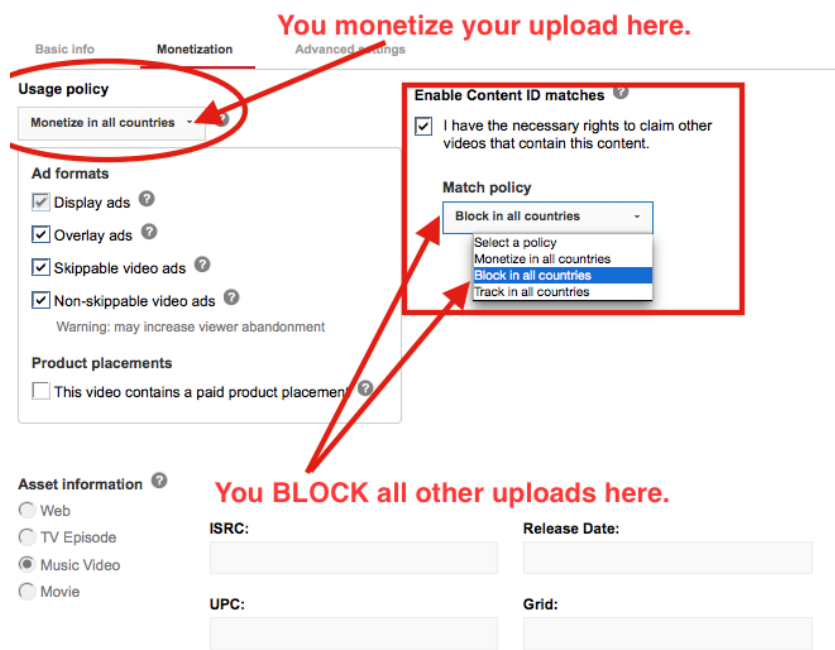 You monetize your upload here.
Basic info Monetization Advanced settings
Usage policy
Monetize in all countries
?
Ad formats
Display ads ?
Overlay ads ?
Skippable video ads ?
Non-skippable video ads ?
Warning: may increase viewer abandonment
Product placements
This video contains a paid product placement ?
Enable Content ID matches ?
I have the necessary rights to claim other
videos that contain this content.
Match policy
Block in all countries
Select a policy
Monetize in all countries
Block in all countries
Track in all countries
You BLOCK all other uploads here.
Asset information ?
Web
TV Episode
Music Video
Movie
ISRC:
Release Date:
UPC:
Grid: